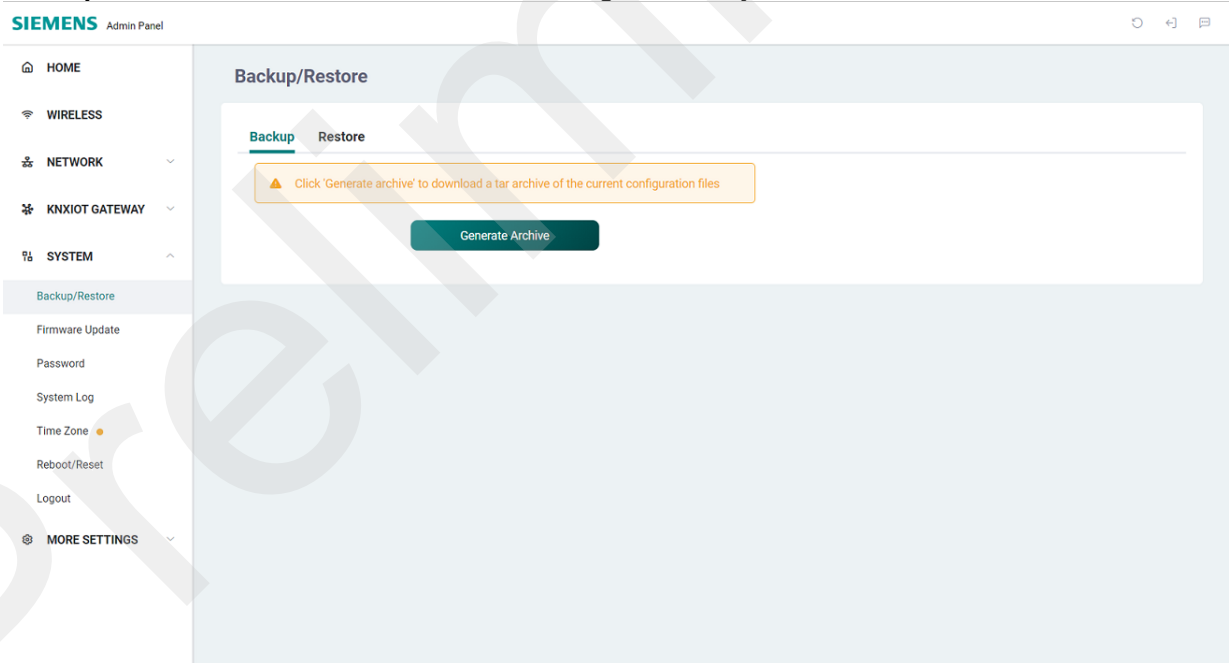 SIEMENS Admin Panel
HOME
WIRELESS
NETWORK
KNXIOT GATEWAY
SYSTEM
Backup/Restore
Firmware Update
Password
System Log
Time Zone
Reboot/Reset
Logout
MORE SETTINGS
Backup/Restore
Backup Restore
Click 'Generate archive' to download a tar archive of the current configuration files
Generate Archive
Prelim